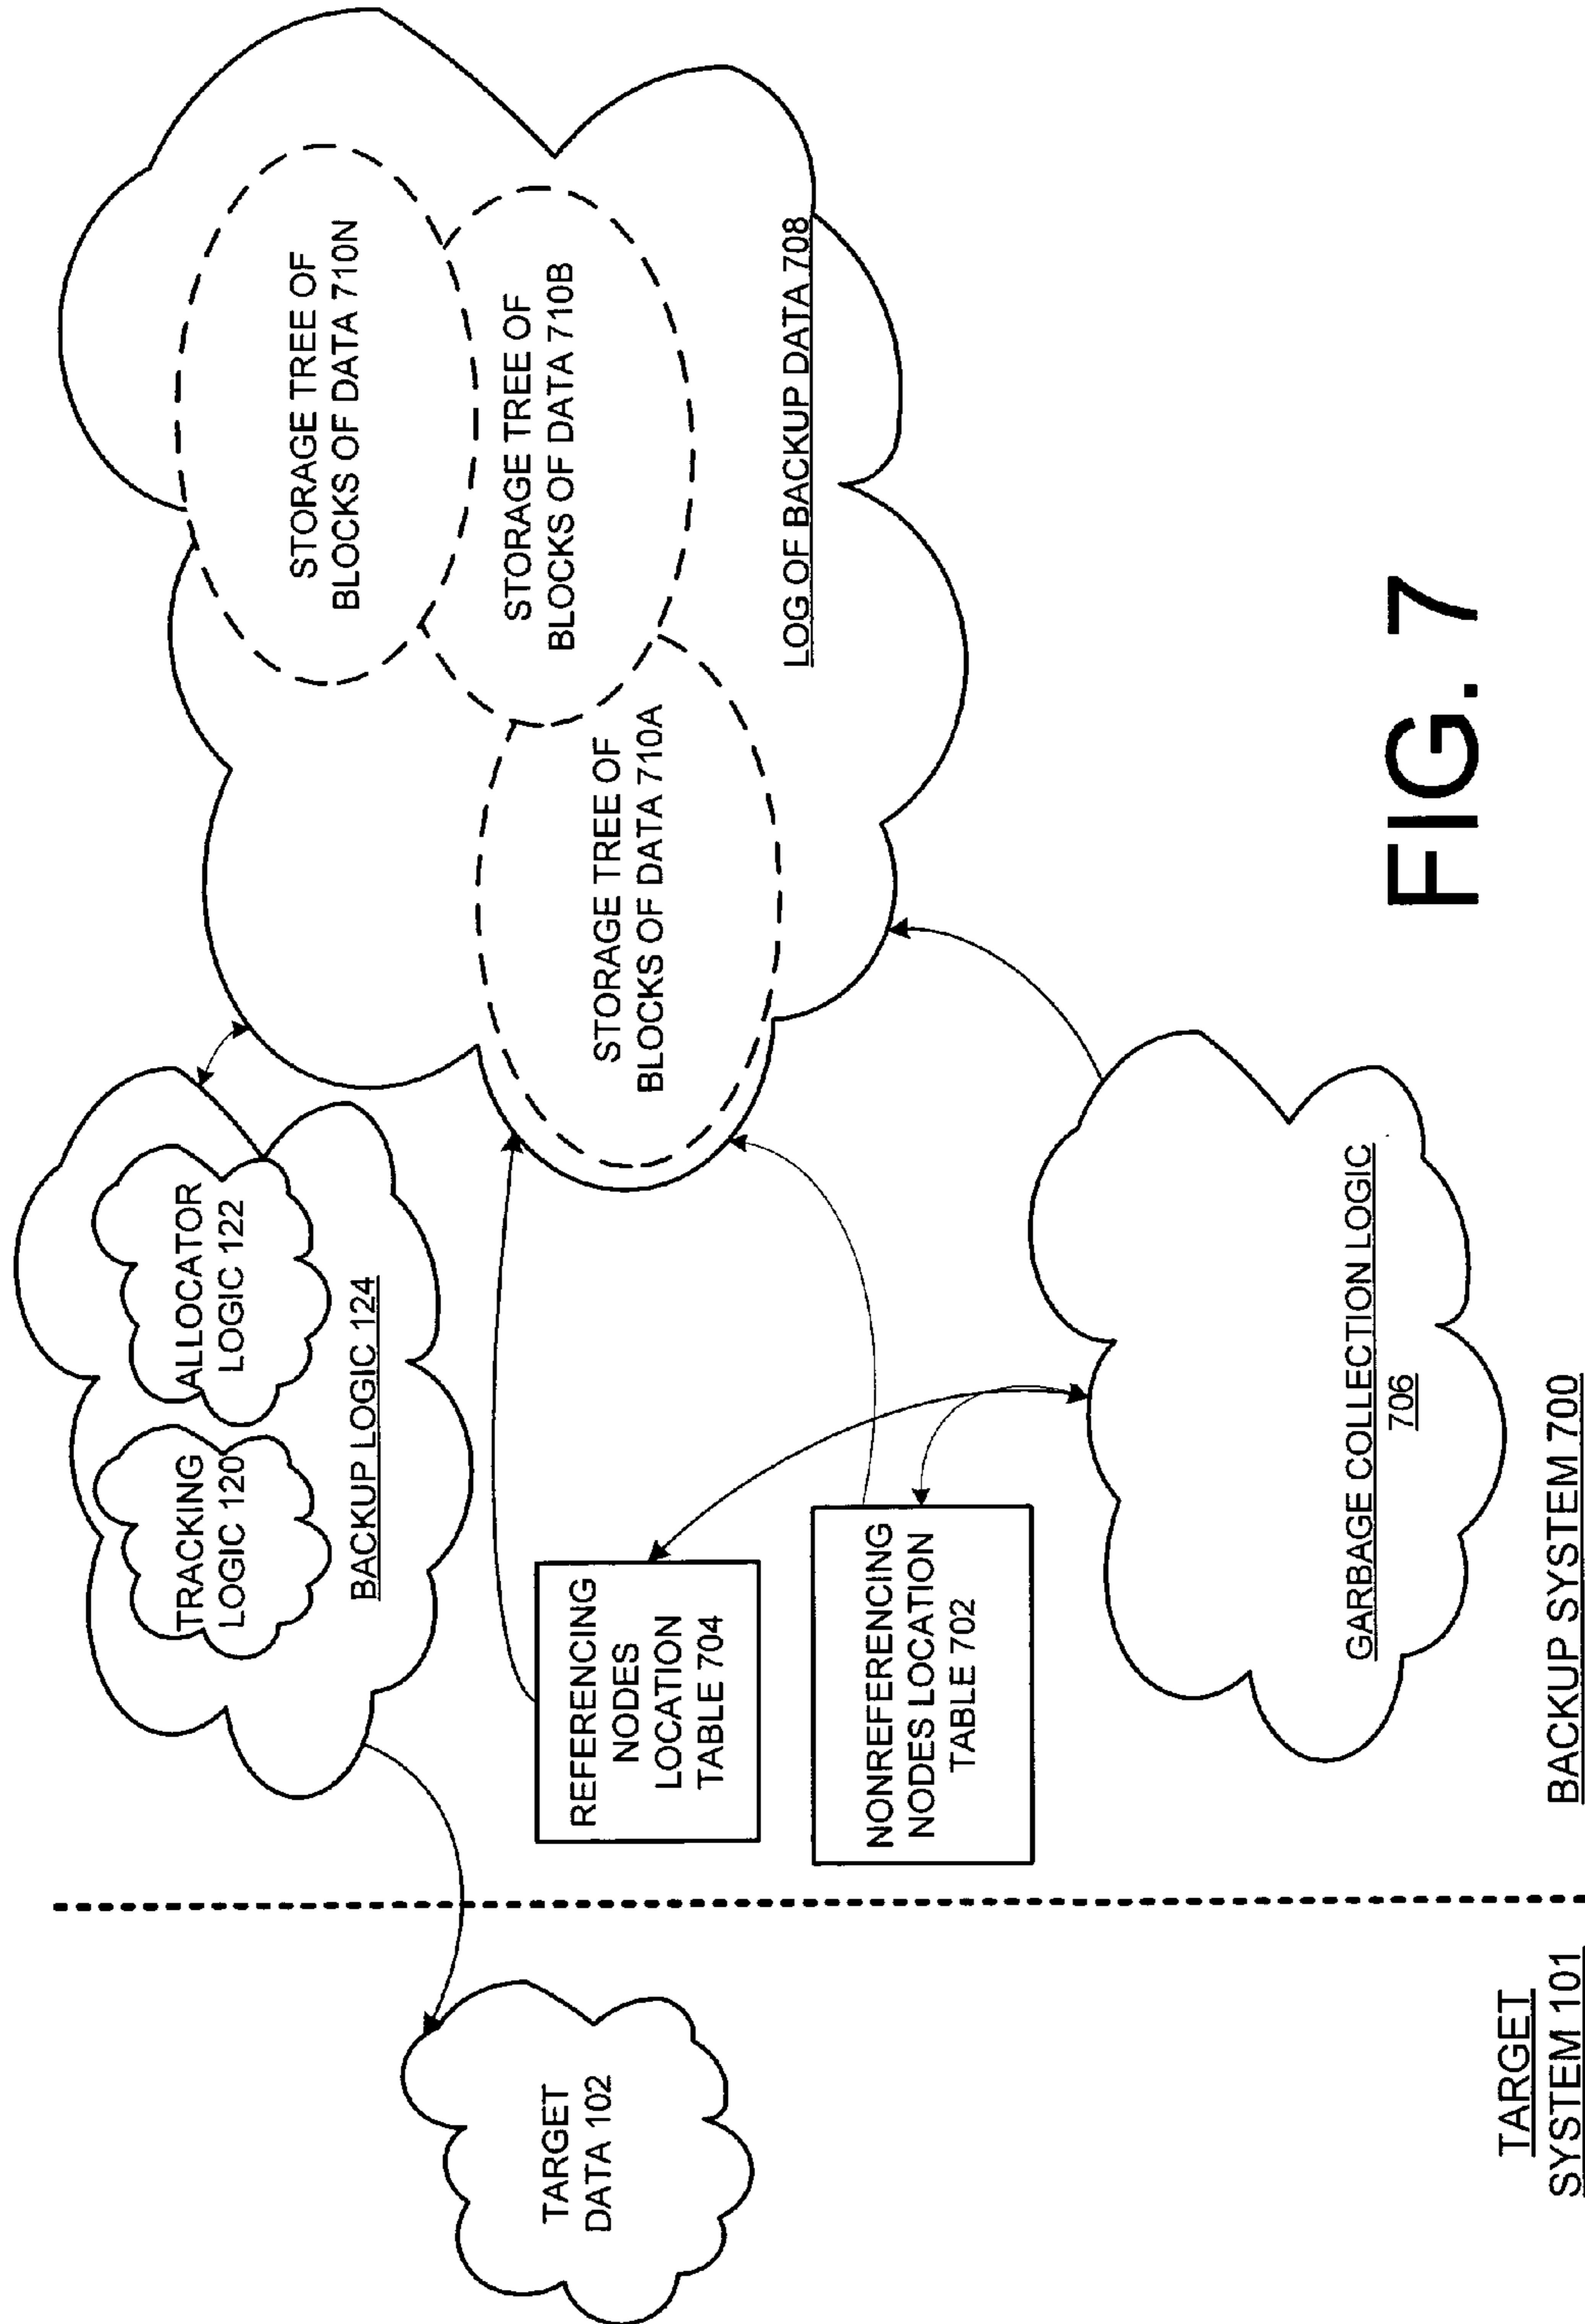 TARGET
DATA 102
TARGET
SYSTEM 101
TRACKING
LOGIC 120
ALLOCATOR
LOGIC 122
BACKUP LOGIC 124
REFERENCING
NODES
LOCATION
TABLE 704
NONREFERENCING
NODES LOCATION
TABLE 702
GARBAGE COLLECTION LOGIC
706
BACKUP SYSTEM 700
STORAGE TREE OF
BLOCKS OF DATA 710N
STORAGE TREE OF
BLOCKS OF DATA 710B
STORAGE TREE OF
BLOCKS OF DATA 710A
LOG OF BACKUP DATA 708
FIG. 7